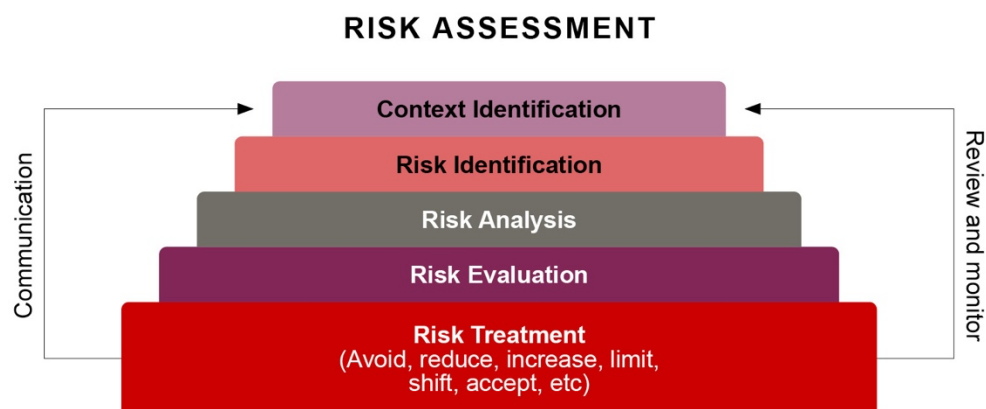 RISK ASSESSMENT
Context Identification
Risk Identification
Risk Analysis
Risk Evaluation
Risk Treatment
(Avoid, reduce, increase, limit,
shift, accept, etc)
Communication
Review and monitor